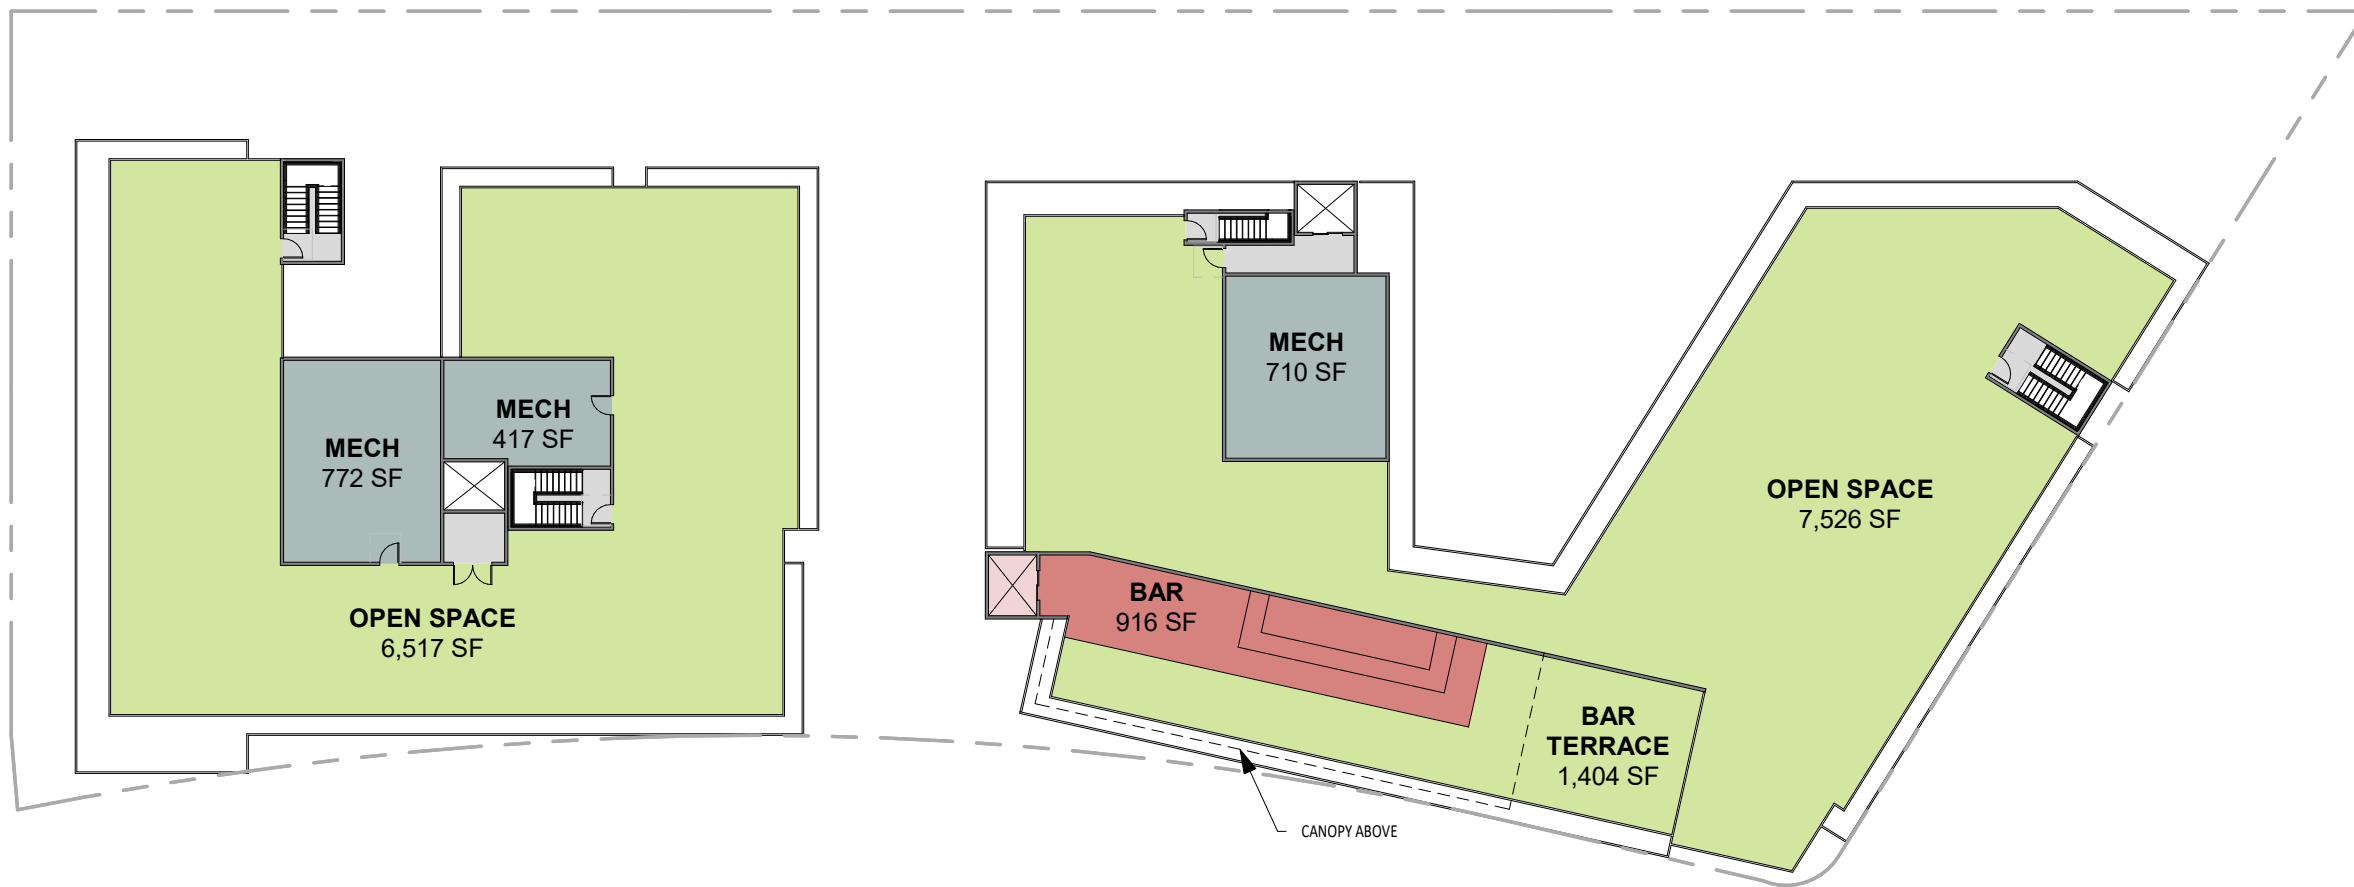 MECH
710 SF
MECH
417 SF
MECH
772 SF
OPEN SPACE
7,526 SF
BAR
916 SF
OPEN SPACE
6,517 SF
BAR
TERRACE
1,404 SF
CANOPY ABOVE